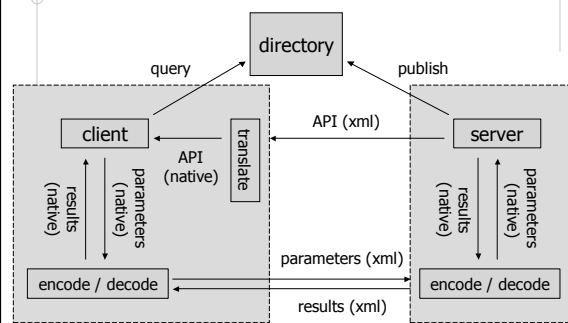 directory
query
publish
client
translate
API (xml)
server
API
(native)
results
(native)
parameters
(native)
results
(native)
parameters
(native)
parameters (xml)
encode / decode
encode / decode
results (xml)